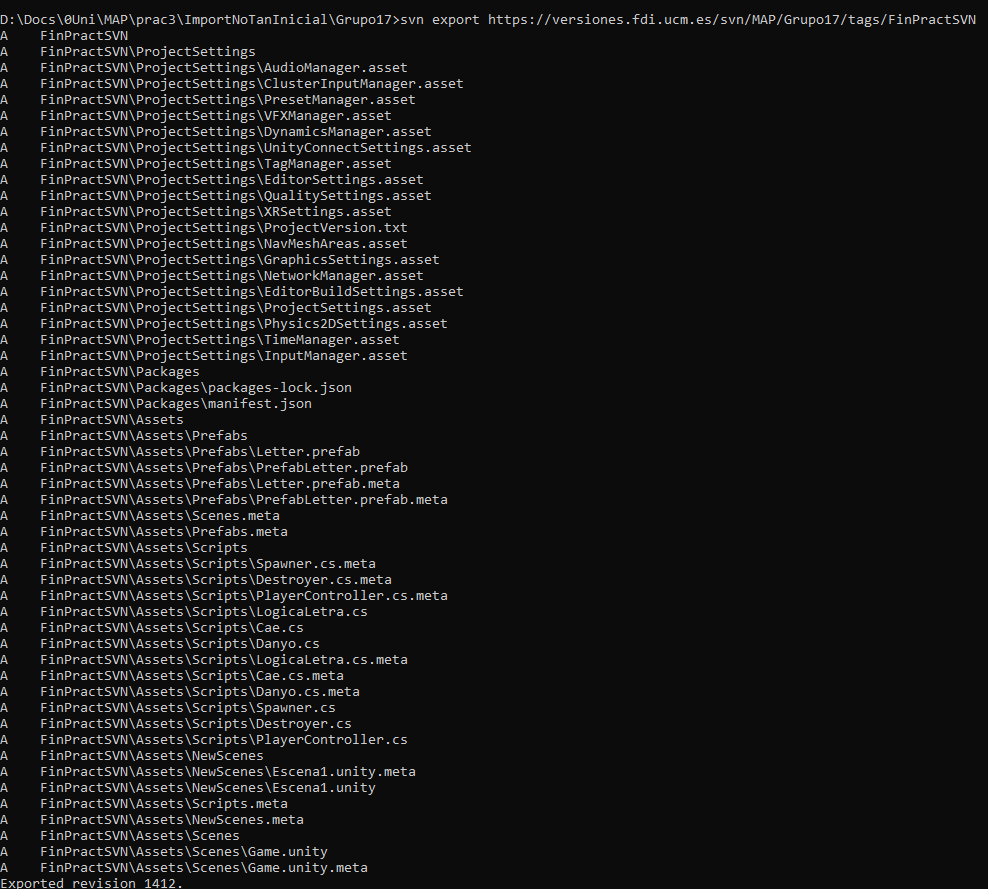 D:\Docs\0Uni\MAP\prac3\ImportNoTanInicial\Grupo17>svn export https://versiones.fdi.ucm.es/svn/MAP/Grupo17/tags/FinPractSVN
A    FinPractSVN
A    FinPractSVN\ProjectSettings
A    FinPractSVN\ProjectSettings\AudioManager.asset
A    FinPractSVN\ProjectSettings\ClusterInputManager.asset
A    FinPractSVN\ProjectSettings\PresetManager.asset
A    FinPractSVN\ProjectSettings\VFXManager.asset
A    FinPractSVN\ProjectSettings\DynamicsManager.asset
A    FinPractSVN\ProjectSettings\UnityConnectSettings.asset
A    FinPractSVN\ProjectSettings\TagManager.asset
A    FinPractSVN\ProjectSettings\EditorSettings.asset
A    FinPractSVN\ProjectSettings\QualitySettings.asset
A    FinPractSVN\ProjectSettings\XRSettings.asset
A    FinPractSVN\ProjectSettings\ProjectVersion.txt
A    FinPractSVN\ProjectSettings\NavMeshAreas.asset
A    FinPractSVN\ProjectSettings\GraphicsSettings.asset
A    FinPractSVN\ProjectSettings\NetworkManager.asset
A    FinPractSVN\ProjectSettings\EditorBuildSettings.asset
A    FinPractSVN\ProjectSettings\ProjectSettings.asset
A    FinPractSVN\ProjectSettings\Physics2DSettings.asset
A    FinPractSVN\ProjectSettings\TimeManager.asset
A    FinPractSVN\ProjectSettings\InputManager.asset
A    FinPractSVN\Packages
A    FinPractSVN\Packages\packages-lock.json
A    FinPractSVN\Packages\manifest.json
A    FinPractSVN\Assets
A    FinPractSVN\Assets\Prefabs
A    FinPractSVN\Assets\Prefabs\Letter.prefab
A    FinPractSVN\Assets\Prefabs\PrefabLetter.prefab
A    FinPractSVN\Assets\Prefabs\Letter.prefab.meta
A    FinPractSVN\Assets\Prefabs\PrefabLetter.prefab.meta
A    FinPractSVN\Assets\Scenes.meta
A    FinPractSVN\Assets\Prefabs.meta
A    FinPractSVN\Assets\Scripts
A    FinPractSVN\Assets\Scripts\Spawner.cs.meta
A    FinPractSVN\Assets\Scripts\Destroyer.cs.meta
A    FinPractSVN\Assets\Scripts\PlayerController.cs.meta
A    FinPractSVN\Assets\Scripts\LogicaLetra.cs
A    FinPractSVN\Assets\Scripts\Cae.cs
A    FinPractSVN\Assets\Scripts\Danyo.cs
A    FinPractSVN\Assets\Scripts\LogicaLetra.cs.meta
A    FinPractSVN\Assets\Scripts\Cae.cs.meta
A    FinPractSVN\Assets\Scripts\Danyo.cs.meta
A    FinPractSVN\Assets\Scripts\Spawner.cs
A    FinPractSVN\Assets\Scripts\Destroyer.cs
A    FinPractSVN\Assets\Scripts\PlayerController.cs
A    FinPractSVN\Assets\NewScenes
A    FinPractSVN\Assets\NewScenes\Escena1.unity.meta
A    FinPractSVN\Assets\NewScenes\Escena1.unity
A    FinPractSVN\Assets\Scripts.meta
A    FinPractSVN\Assets\NewScenes.meta
A    FinPractSVN\Assets\Scenes
A    FinPractSVN\Assets\Scenes\Game.unity
A    FinPractSVN\Assets\Scenes\Game.unity.meta
Exported revision 1412.